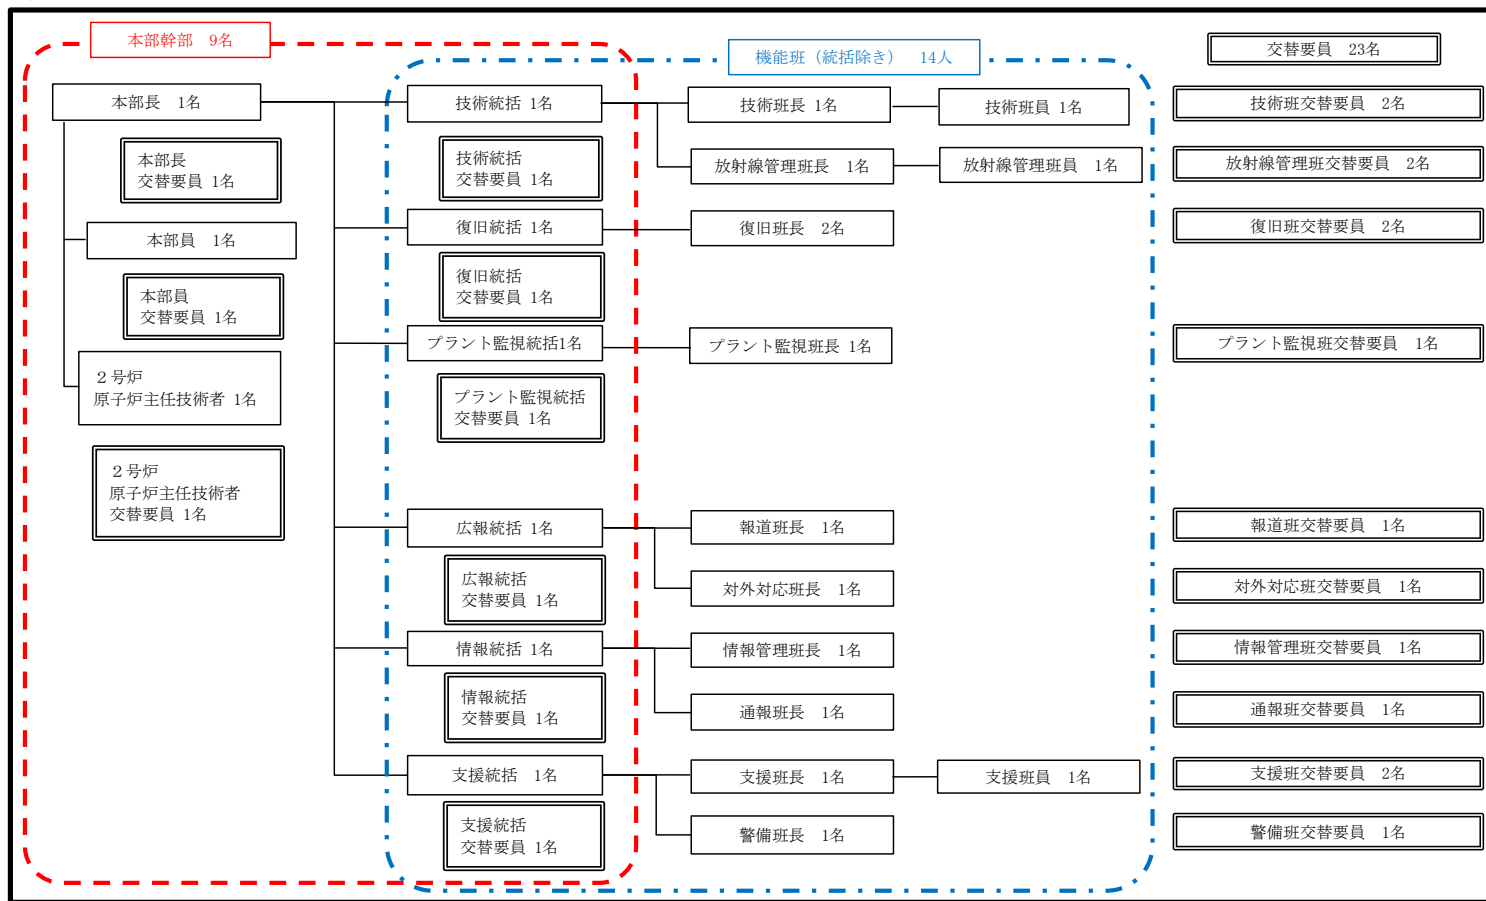 本部幹部　9名
機能班（統括除き）　14人
交替要員　23名
本部長　1名
技術統括 1名
技術班長 1名
技術班員 1名
技術班交替要員　2名
本部長
交替要員 1名
技術統括
交替要員 1名
放射線管理班長　1名
放射線管理班員　1名
放射線管理班交替要員　2名
本部員　1名
復旧統括 1名
復旧班長　2名
復旧班交替要員　2名
本部員
交替要員 1名
復旧統括
交替要員 1名
プラント監視統括1名
プラント監視班長 1名
プラント監視班交替要員　1名
２号炉
原子炉主任技術者 1名
プラント監視統括
交替要員 1名
２号炉
原子炉主任技術者
交替要員 1名
広報統括 1名
報道班長　1名
報道班交替要員　1名
広報統括
交替要員 1名
対外対応班長　1名
対外対応班交替要員　1名
情報統括 1名
情報管理班長　1名
情報管理班交替要員　1名
情報統括
交替要員 1名
通報班長　1名
通報班交替要員　1名
支援統括　1名
支援班長　1名
支援班員　1名
支援班交替要員　2名
支援統括
交替要員 1名
警備班長　1名
警備班交替要員　1名